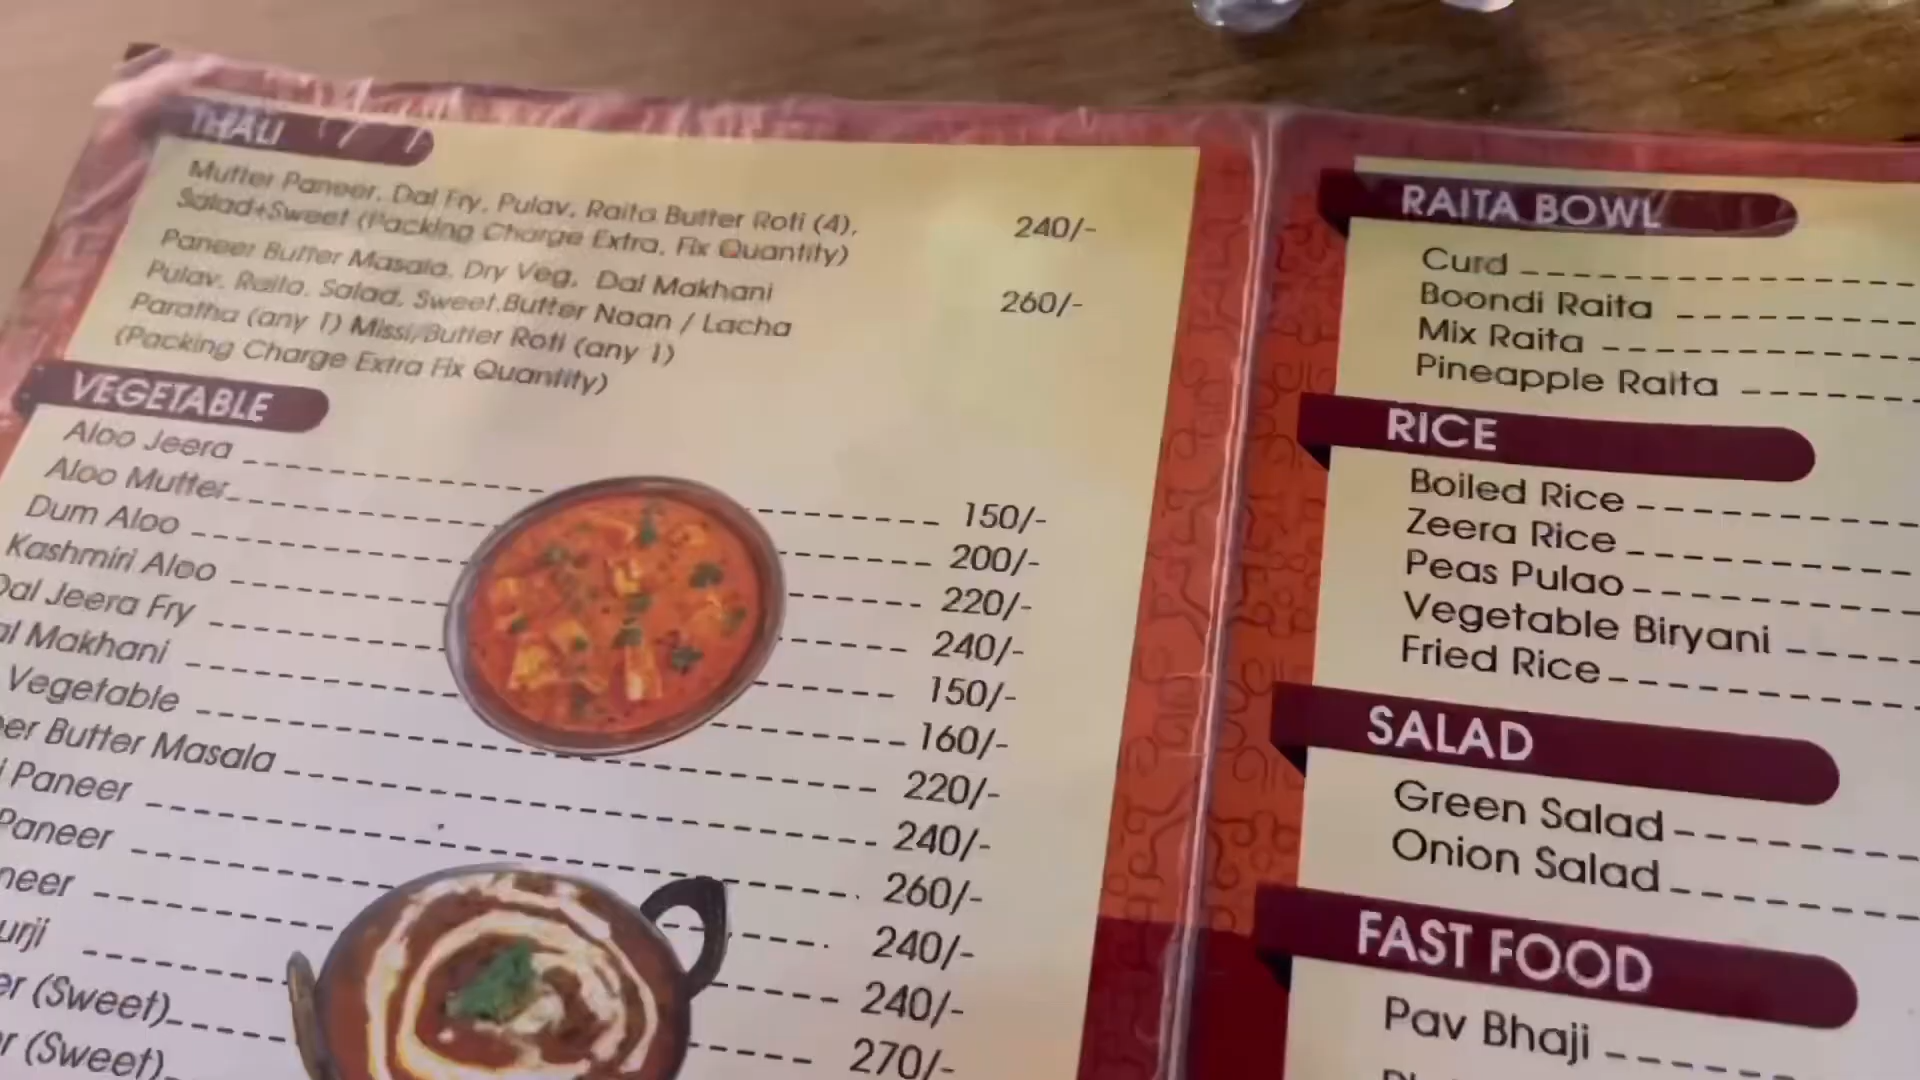 THALI
Mutter Paneer, Dal Fry, Pulav, Raita Butter Roti (4),
Salad+Sweet (Packing Charge Extra, Fix Quantity)
240/-
Paneer Butter Masala, Dry Veg, Dal Makhani
Pulav, Raita, Salad, Sweet.Butter Naan / Lacha
Paratha (any 1) Missi/Butter Roti (any 1)
(Packing Charge Extra Fix Quantity)
260/-
VEGETABLE
Aloo Jeera 150/-
Aloo Mutter 200/-
Dum Aloo 220/-
Kashmiri Aloo 240/-
Dal Jeera Fry 150/-
al Makhani 160/-
Vegetable 220/-
er Butter Masala 240/-
i Paneer 260/-
Paneer 240/-
neer 240/-
urji 270/-
er (Sweet)
r (Sweet)
RAITA BOWL
Curd
Boondi Raita
Mix Raita
Pineapple Raita
RICE
Boiled Rice
Zeera Rice
Peas Pulao
Vegetable Biryani
Fried Rice
SALAD
Green Salad
Onion Salad
FAST FOOD
Pav Bhaji